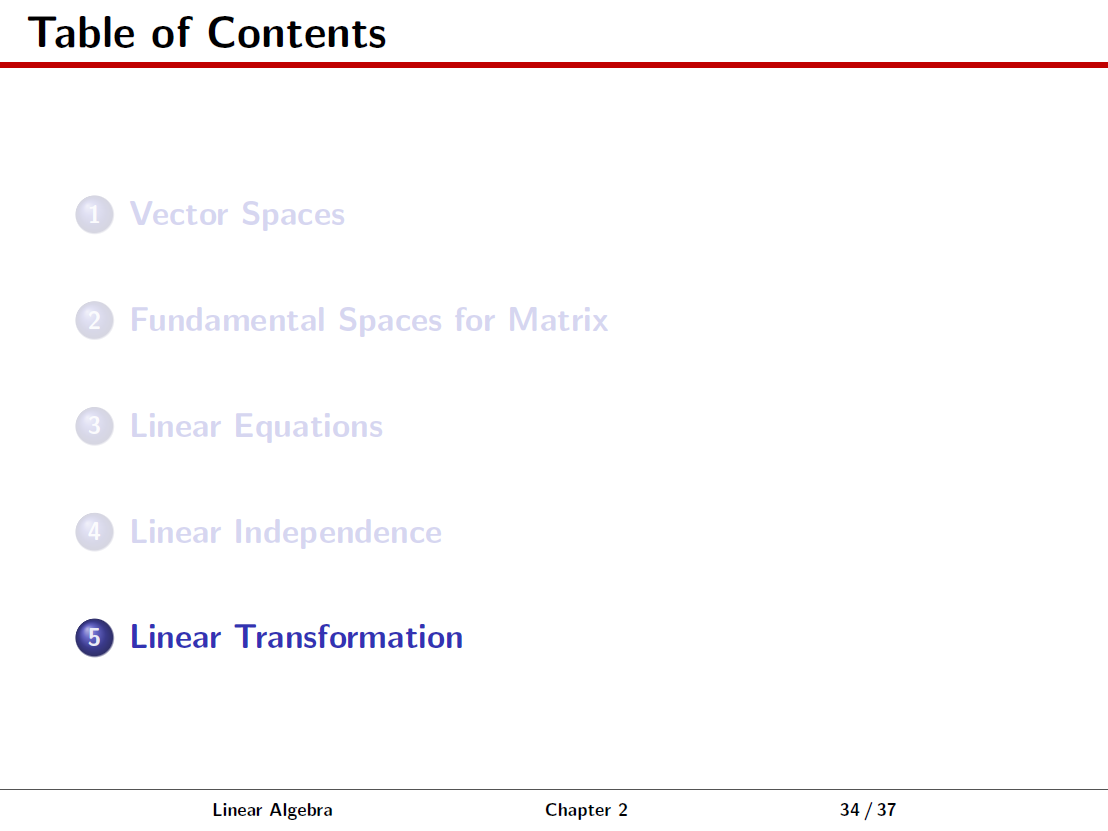 Table of Contents
1 Vector Spaces
2 Fundamental Spaces for Matrix
3 Linear Equations
4 Linear Independence
5 Linear Transformation
Linear Algebra Chapter 2 34 / 37